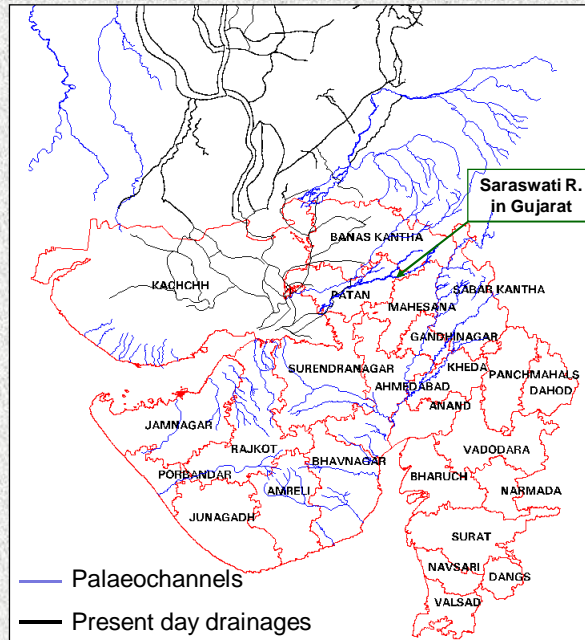 Saraswati R.
in Gujarat
BANAS KANTHA
KACHCHH
PATAN
MAHESANA
SABAR KANTHA
GANDHINAGAR
SURENDRANAGAR
KHEDA
PANCHMAHALS
AHMEDABAD
DAHOD
ANAND
JAMNAGAR
RAJKOT
VADODARA
BHAVNAGAR
PORBANDAR
BHARUCH
AMRELI
NARMADA
JUNAGADH
SURAT
NAVSARI
DANGS
VALSAD
Palaeochannels
Present day drainages